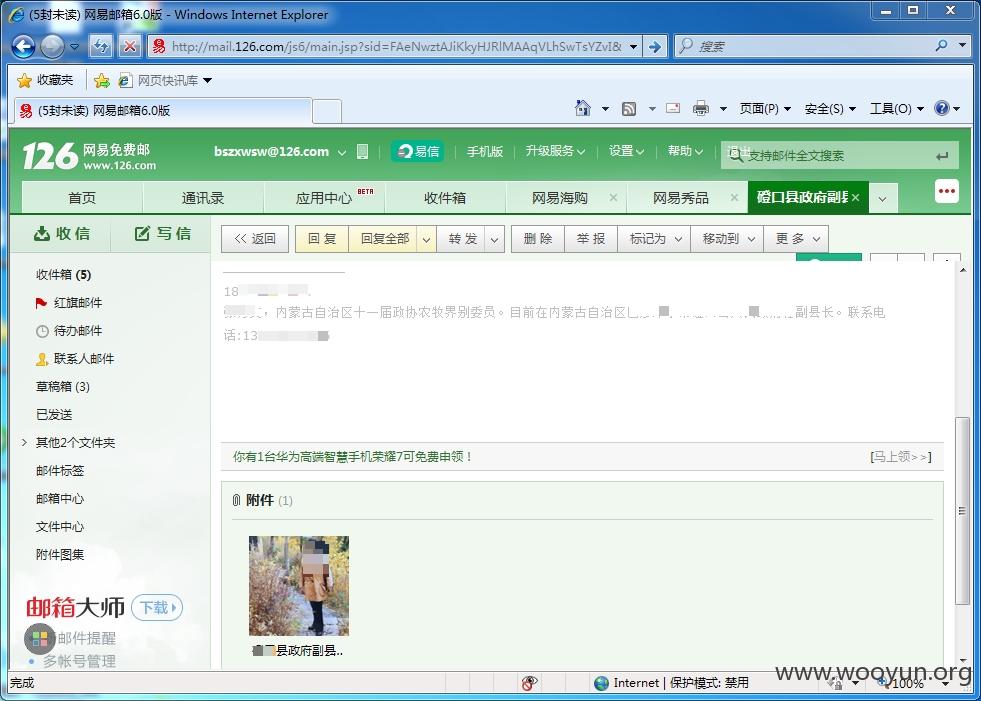 (5封未读) 网易邮箱6.0版 - Windows Internet Explorer
http://mail.126.com/js6/main.jsp?sid=FAeNwztAJiKkyHJRlMAAqVLhSwTsYZvI&
搜索
收藏夹
网页快讯库
(5封未读) 网易邮箱6.0版
页面(P) 安全(S) 工具(O)
126 网易免费邮
www.126.com
bszxwsw@126.com 易信 手机版 升级服务 设置 帮助 退出
支持邮件全文搜索
首页 通讯录 应用中心 BETA 收件箱 网易海购 × 网易秀品 × 磴口县政府副县 ×
收信 写信
<< 返回 回复 回复全部 转发 删除 举报 标记为 移动到 更多
收件箱 (5)
红旗邮件
待办邮件
联系人邮件
草稿箱 (3)
已发送
其他2个文件夹
邮件标签
邮箱中心
文件中心
附件图集
邮箱大师 下载
邮件提醒
多帐号管理
18
，内蒙古自治区十一届政协农牧界别委员。目前在内蒙古自治区
副县长。联系电
话:13
你有1台华为高端智慧手机荣耀7可免费申领！ [马上领>>]
附件 (1)
县政府副县..
完成
Internet | 保护模式: 禁用
100%
www.wooyun.org